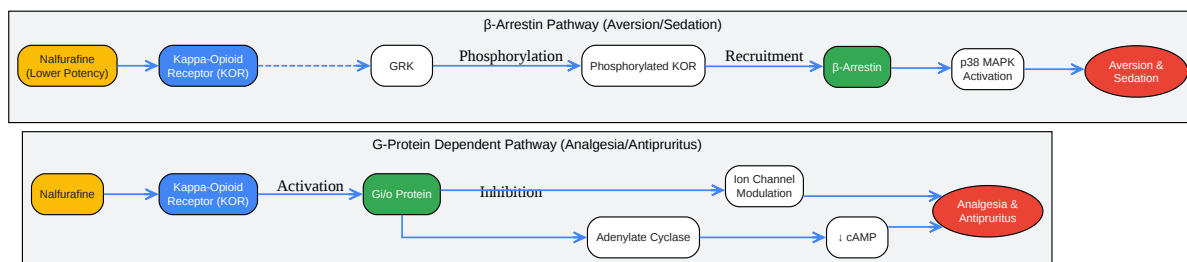 β-Arrestin Pathway (Aversion/Sedation)
Nalfurafine
(Lower Potency)
Kappa-Opioid
Receptor (KOR)
GRK
Phosphorylation
Phosphorylated KOR
Recruitment
β-Arrestin
p38 MAPK
Activation
Aversion &
Sedation
G-Protein Dependent Pathway (Analgesia/Antipruritus)
Nalfurafine
Kappa-Opioid
Receptor (KOR)
Activation
Gi/o Protein
Inhibition
Ion Channel
Modulation
Adenylate Cyclase
↓ cAMP
Analgesia &
Antipruritus